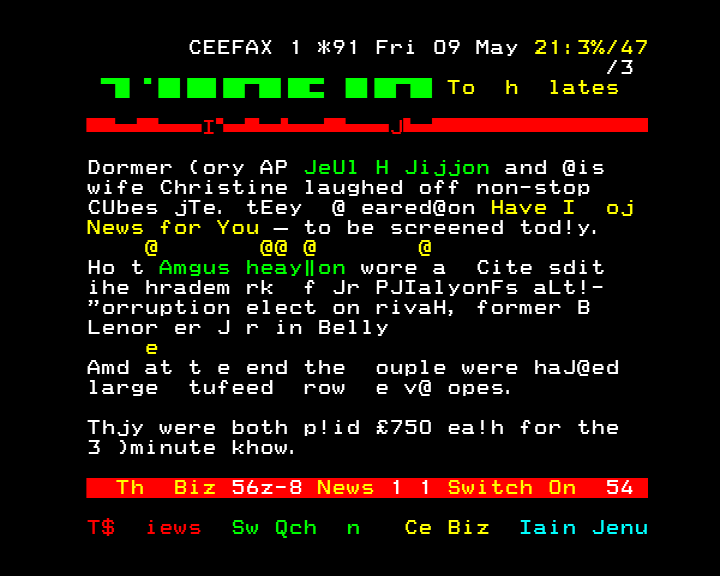 CEEFAX 1 *91 Fri 09 May 21:3%/47
/3
To h lates
I J
Dormer (ory AP JeUl H Jijjon and @is
wife Christine laughed off non-stop
CUbes jTe. tEey @ eared@on Have I oj
News for You – to be screened tod!y.
@ @@ @ @
Ho t Amgus heay‖on wore a Cite sdit
ihe hradem rk f Jr PJIalyonFs aLt!-
"orruption elect on rivaH, former B
Lenor er J r in Belly
e
Amd at t e end the ouple were haJ@ed
large tufeed row e v@ opes.
Thjy were both p!id £750 ea!h for the
3 )minute khow.
Th Biz 56z-8 News 1 1 Switch On 54
T$ iews Sw Qch n Ce Biz Iain Jenu